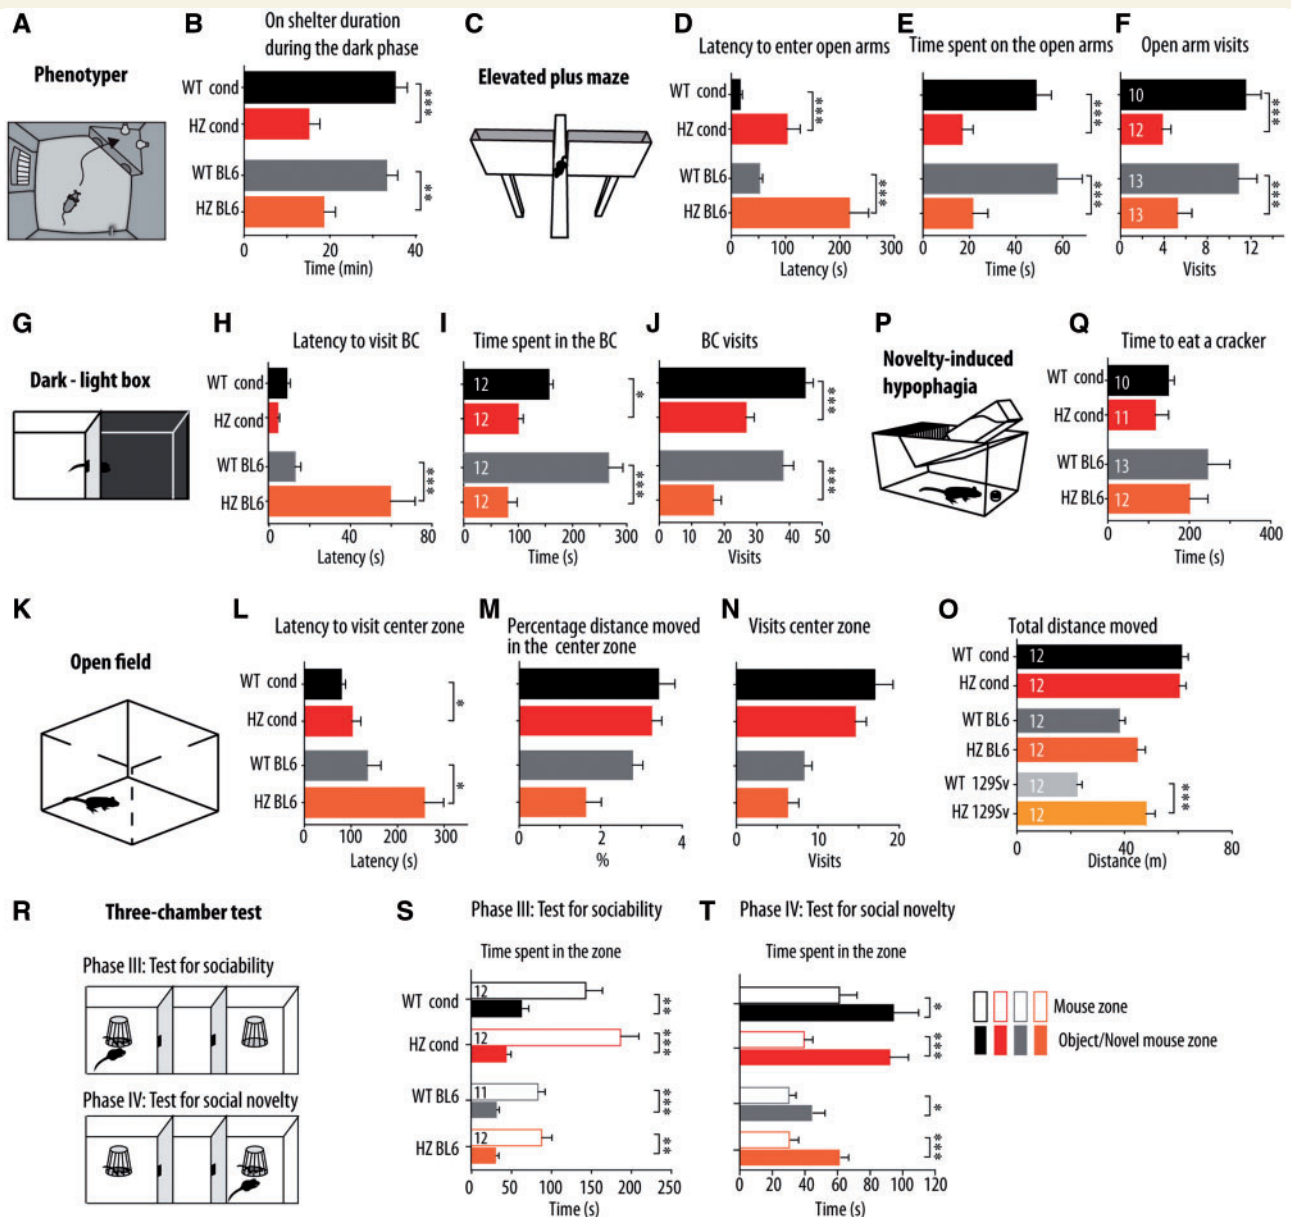 A
Phenotyper
B
On shelter duration
during the dark phase
WT cond
HZ cond
WT BL6
HZ BL6
***
**
0 20 40
Time (min)
C
Elevated plus maze
D
Latency to enter open arms
WT cond
HZ cond
WT BL6
HZ BL6
***
***
0 100 200 300
Latency (s)
E
Time spent on the open arms
***
***
0 20 40 60
Time (s)
F
Open arm visits
10
12
13
13
***
***
0 4 8 12
Visits
G
Dark - light box
H
Latency to visit BC
WT cond
HZ cond
WT BL6
HZ BL6
***
0 40 80
Latency (s)
I
Time spent in the BC
12
12
12
12
*
***
0 100 200 300
Time (s)
J
BC visits
***
***
0 10 20 30 40 50
Visits
P
Novelty-induced
hypophagia
Q
Time to eat a cracker
WT cond
HZ cond
WT BL6
HZ BL6
10
11
13
12
0 200 400
Time (s)
K
Open field
L
Latency to visit center zone
WT cond
HZ cond
WT BL6
HZ BL6
*
*
0 100 200 300
Latency (s)
M
Percentage distance moved
in the center zone
2 4
%
N
Visits center zone
0 10 20
Visits
O
Total distance moved
WT cond
HZ cond
WT BL6
HZ BL6
WT 129Sv
HZ 129Sv
12
12
12
12
12
12
***
0 40 80
Distance (m)
R
Three-chamber test
Phase III: Test for sociability
Phase IV: Test for social novelty
S
Phase III: Test for sociability
Time spent in the zone
WT cond
HZ cond
WT BL6
HZ BL6
12
12
11
12
**
***
***
**
0 50 100 150 200 250
Time (s)
T
Phase IV: Test for social novelty
Time spent in the zone
*
***
*
***
0 20 40 60 80 100 120
Time (s)
Mouse zone
Object/Novel mouse zone